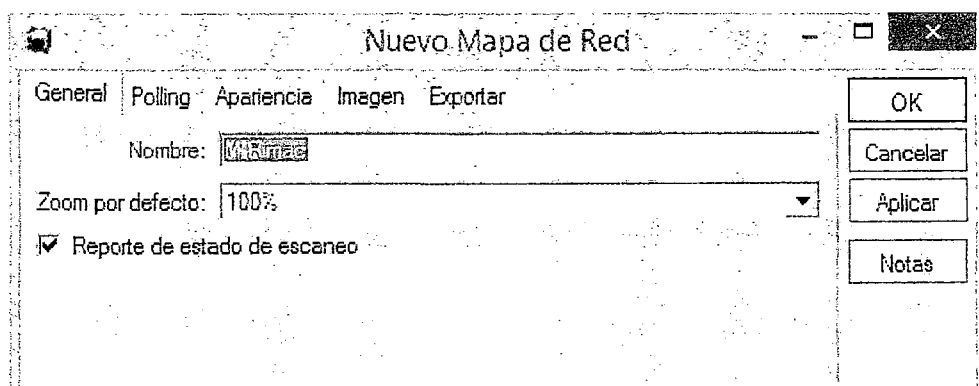 Nuevo Mapa de Red
General Polling Apariencia Imagen Exportar
OK
Nombre:
Cancelar
Zoom por defecto: 100%
Aplicar
Reporte de estado de escaneo
Notas